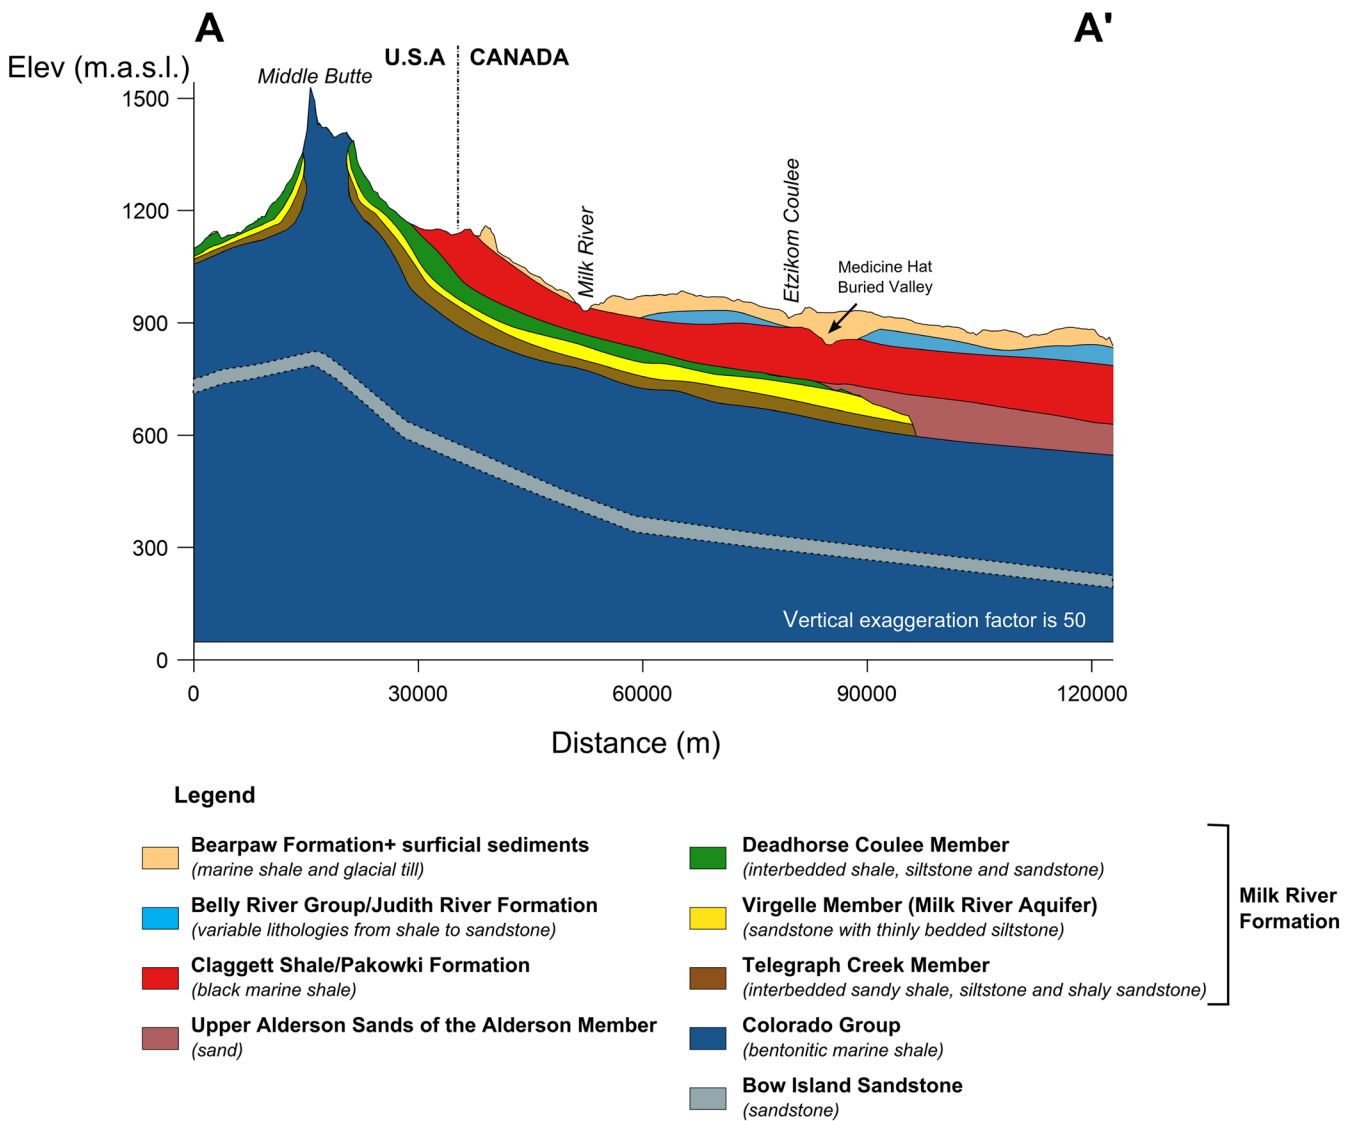 A
A'
U.S.A
CANADA
Elev (m.a.s.l.)
Middle Butte
1500
1200
900
600
300
0
Milk River
Etzikom Coulee
Medicine Hat
Buried Valley
Vertical exaggeration factor is 50
0
30000
60000
90000
120000
Distance (m)
Legend
Bearpaw Formation+ surficial sediments
(marine shale and glacial till)
Belly River Group/Judith River Formation
(variable lithologies from shale to sandstone)
Claggett Shale/Pakowki Formation
(black marine shale)
Upper Alderson Sands of the Alderson Member
(sand)
Deadhorse Coulee Member
(interbedded shale, siltstone and sandstone)
Virgelle Member (Milk River Aquifer)
(sandstone with thinly bedded siltstone)
Telegraph Creek Member
(interbedded sandy shale, siltstone and shaly sandstone)
Colorado Group
(bentonitic marine shale)
Bow Island Sandstone
(sandstone)
Milk River
Formation